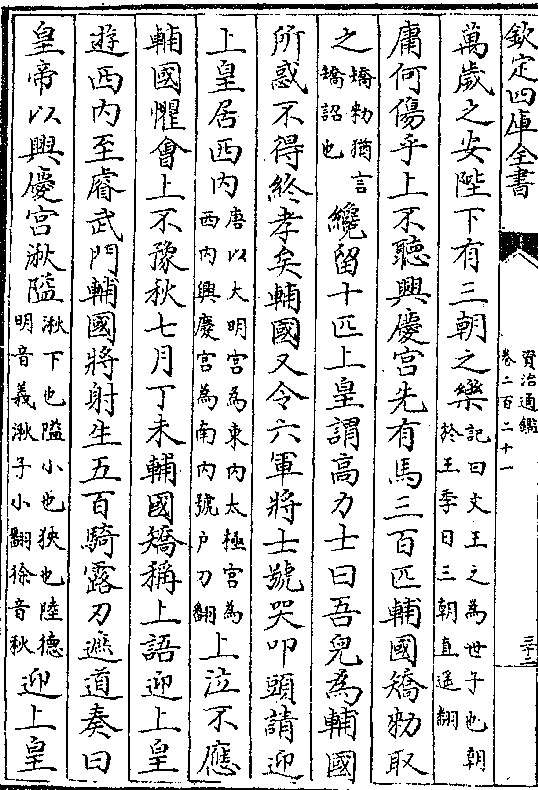 欽定四庫全書
資治通鑑
卷二百二十一
三十二
萬歲之安陛下有三朝之樂記曰文王之為世子也朝
於王季日三朝直遥翻
庸何傷乎上不聽興慶宮先有馬三百匹輔國矯勅取
之矯勅猶言
矯詔也纔留十匹上皇謂高力士曰吾兒為輔國
所惑不得終孝矣輔國又令六軍將士號哭叩頭請迎
上皇居西内唐以大明宮為東内太極宮為
西内興慶宮為南内號户刀翻上泣不應
輔國懼會上不豫秋七月丁未輔國矯稱上語迎上皇
遊西内至睿武門輔國將射生五百騎露刀遮道奏曰
皇帝以興慶宮湫隘湫下也隘小也狹也陸德
明音義湫子小翻徐音秋迎上皇